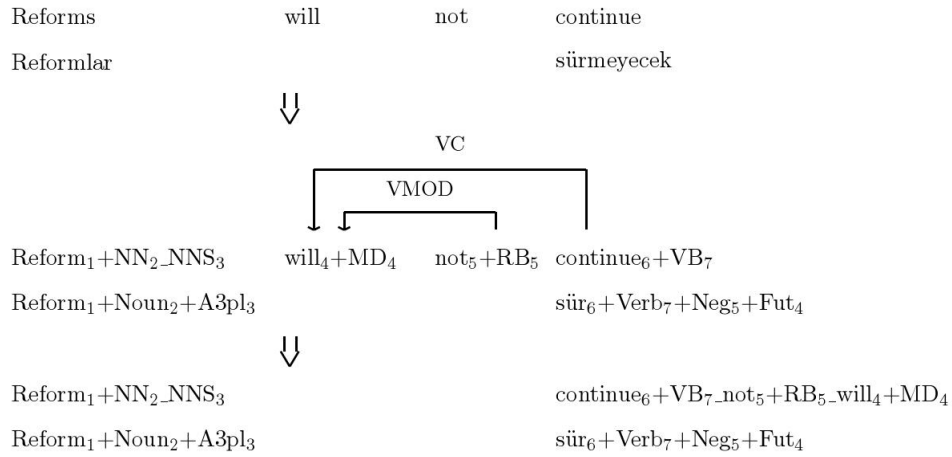 Reforms will not continue
Reformlar sürmeyecek
⇓
VC
VMOD
Reform₁+NN₂_NNS₃ will₄+MD₄ not₅+RB₅ continue₆+VB₇
Reform₁+Noun₂+A3pl₃ sür₆+Verb₇+Neg₅+Fut₄
⇓
Reform₁+NN₂_NNS₃ continue₆+VB₇_not₅+RB₅_will₄+MD₄
Reform₁+Noun₂+A3pl₃ sür₆+Verb₇+Neg₅+Fut₄